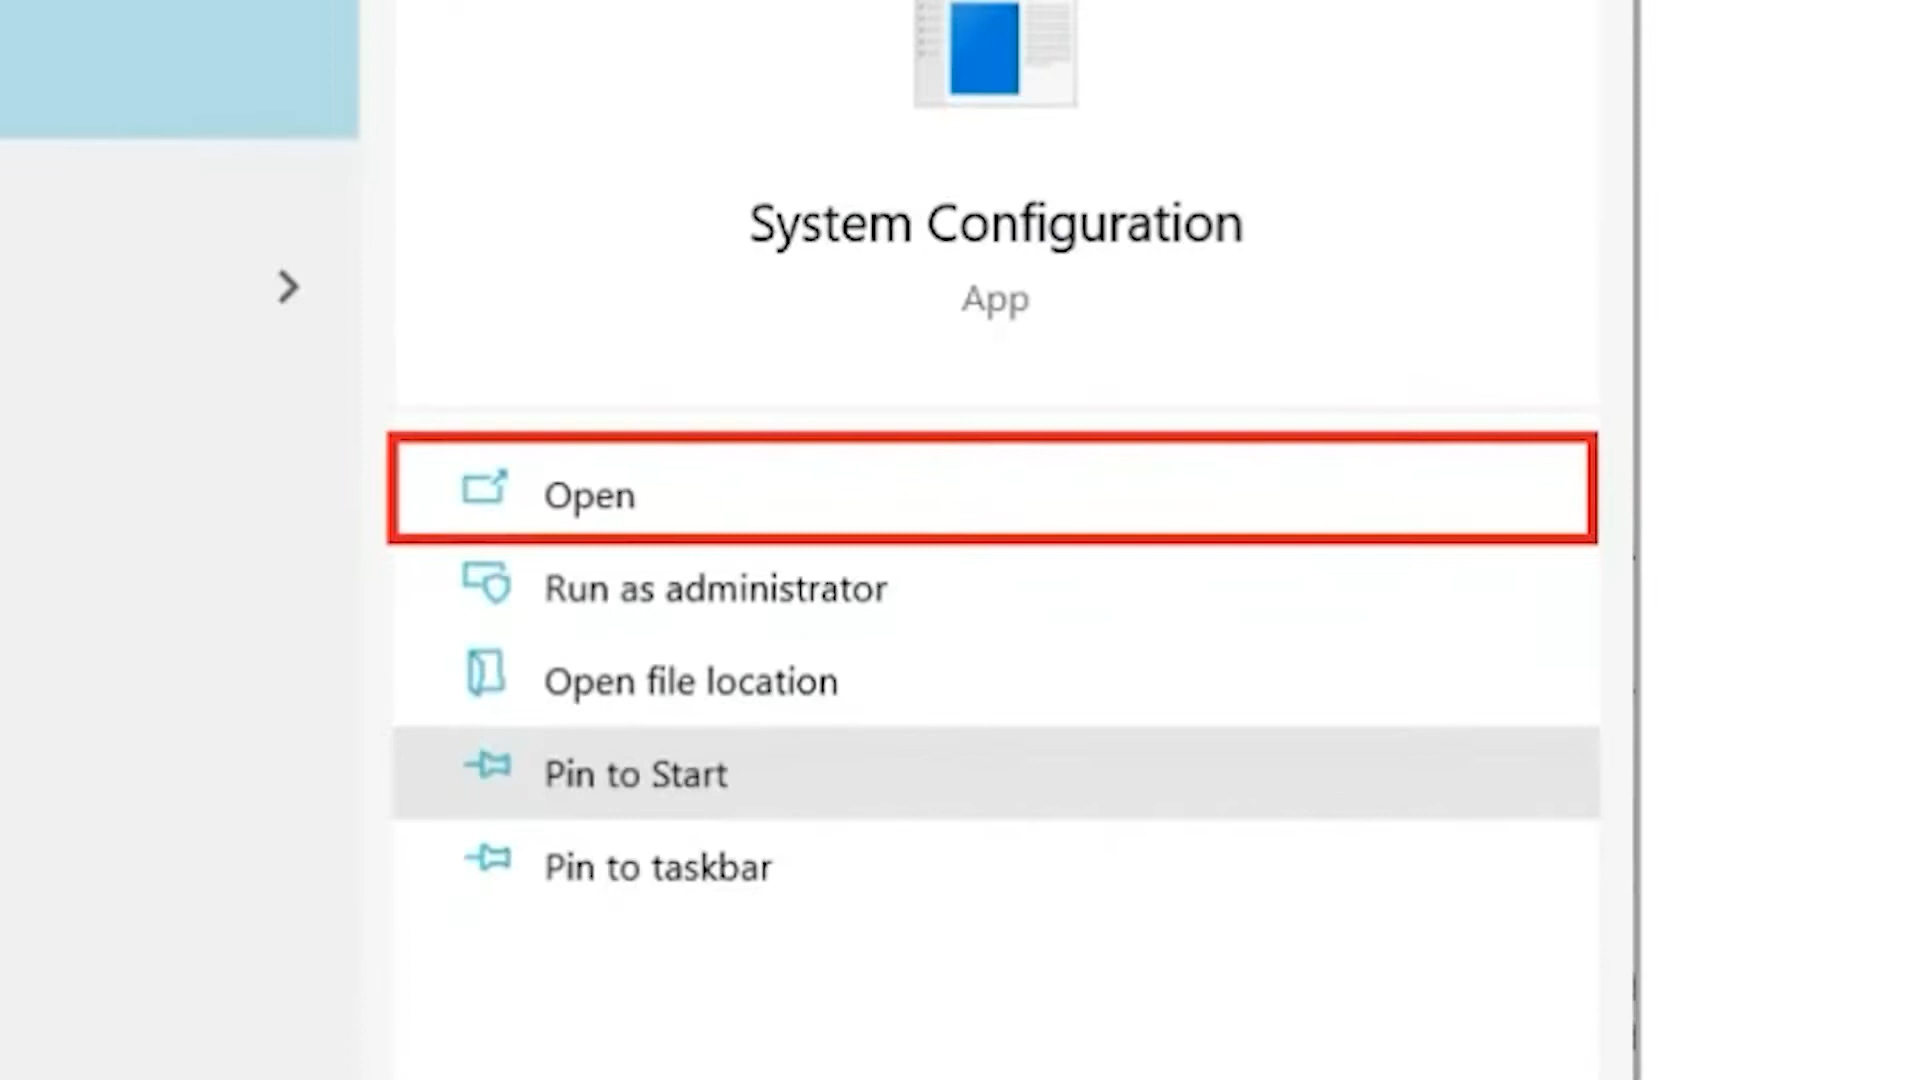 System Configuration
App
Open
Run as administrator
Open file location
Pin to Start
Pin to taskbar